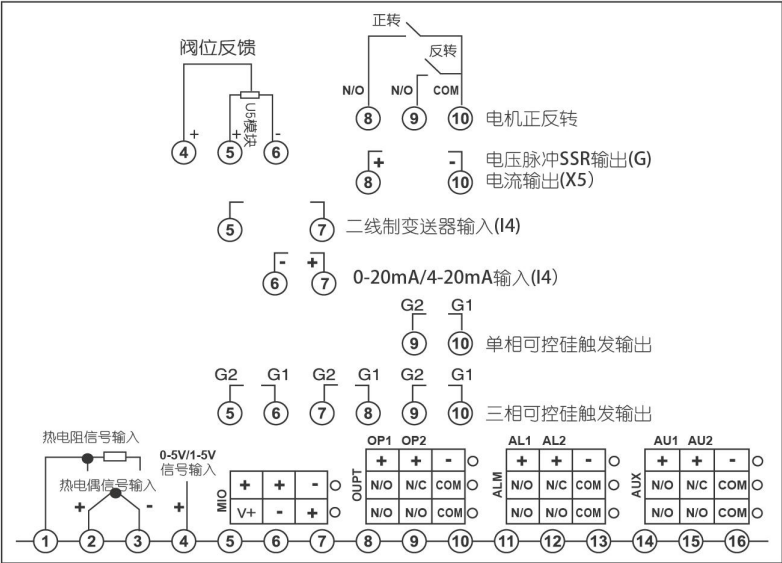 正转
阀位反馈
反转
N/O N/O COM
U5模块
+ + -
4 5 6
8 9 10 电机正反转
+ - 电压脉冲SSR输出(G)
8 10 电流输出(X5)
5 7 二线制变送器输入(I4)
- +
6 7 0-20mA/4-20mA输入(I4)
G2 G1
9 10 单相可控硅触发输出
G2 G1 G2 G1 G2 G1
5 6 7 8 9 10 三相可控硅触发输出
热电阻信号输入
0-5V/1-5V
信号输入
热电偶信号输入
+ - +
MIO
+ + -
V+ - +
OUPT
OP1 OP2
+ + -
N/O N/C COM
N/O N/O COM
ALM
AL1 AL2
+ + -
N/O N/C COM
N/O N/O COM
AUX
AU1 AU2
+ + -
N/O N/C COM
N/O N/O COM
1 2 3 4 5 6 7 8 9 10 11 12 13 14 15 16